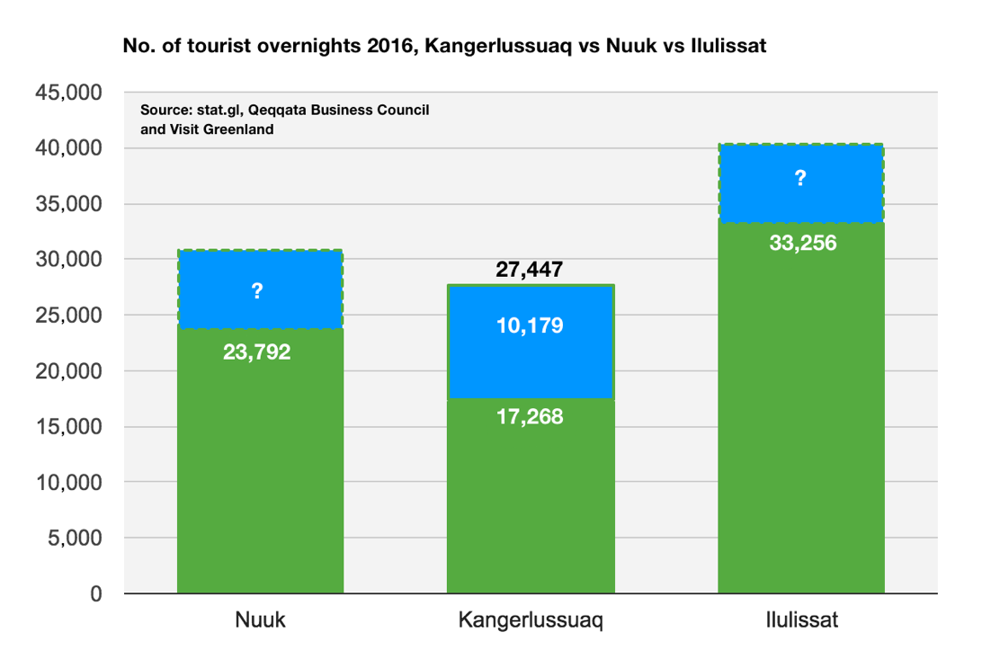 No. of tourist overnights 2016, Kangerlussuaq vs Nuuk vs Ilulissat
Source: stat.gl, Qeqqata Business Council
and Visit Greenland
45,000
40,000
35,000
30,000
25,000
20,000
15,000
10,000
5,000
0
?
23,792
27,447
10,179
17,268
?
33,256
Nuuk
Kangerlussuaq
Ilulissat